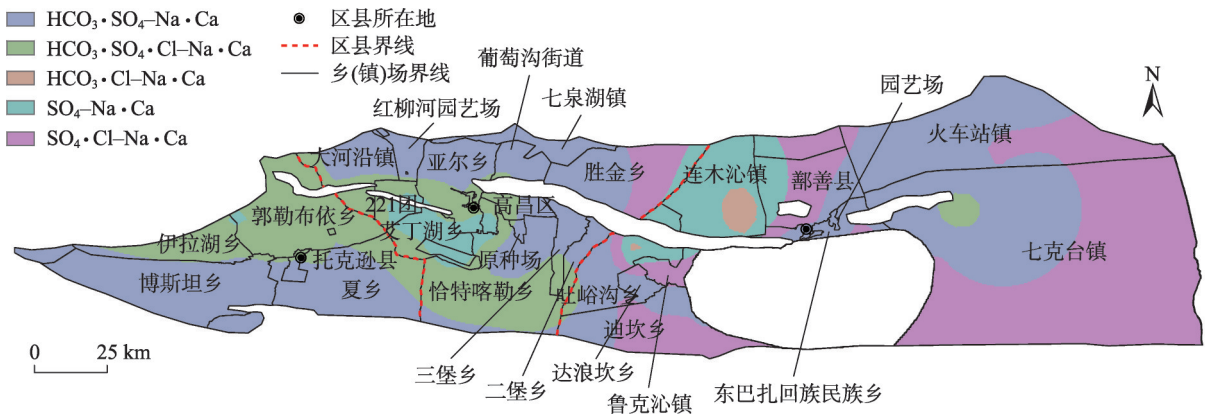 HCO₃•SO₄–Na•Ca
HCO₃•SO₄•Cl–Na•Ca
HCO₃•Cl–Na•Ca
SO₄–Na•Ca
SO₄•Cl–Na•Ca
区县所在地
区县界线
乡(镇)场界线
葡萄沟街道
红柳河园艺场
七泉湖镇
园艺场
N
大河沿镇
亚尔乡
胜金乡
连木沁镇
鄯善县
火车站镇
郭勒布依乡
221团
高昌区
艾丁湖乡
伊拉湖乡
托克逊县
原种场
七克台镇
博斯坦乡
夏乡
恰特喀勒乡
吐峪沟乡
迪坎乡
0 25 km
三堡乡
二堡乡
达浪坎乡
鲁克沁镇
东巴扎回族民族乡